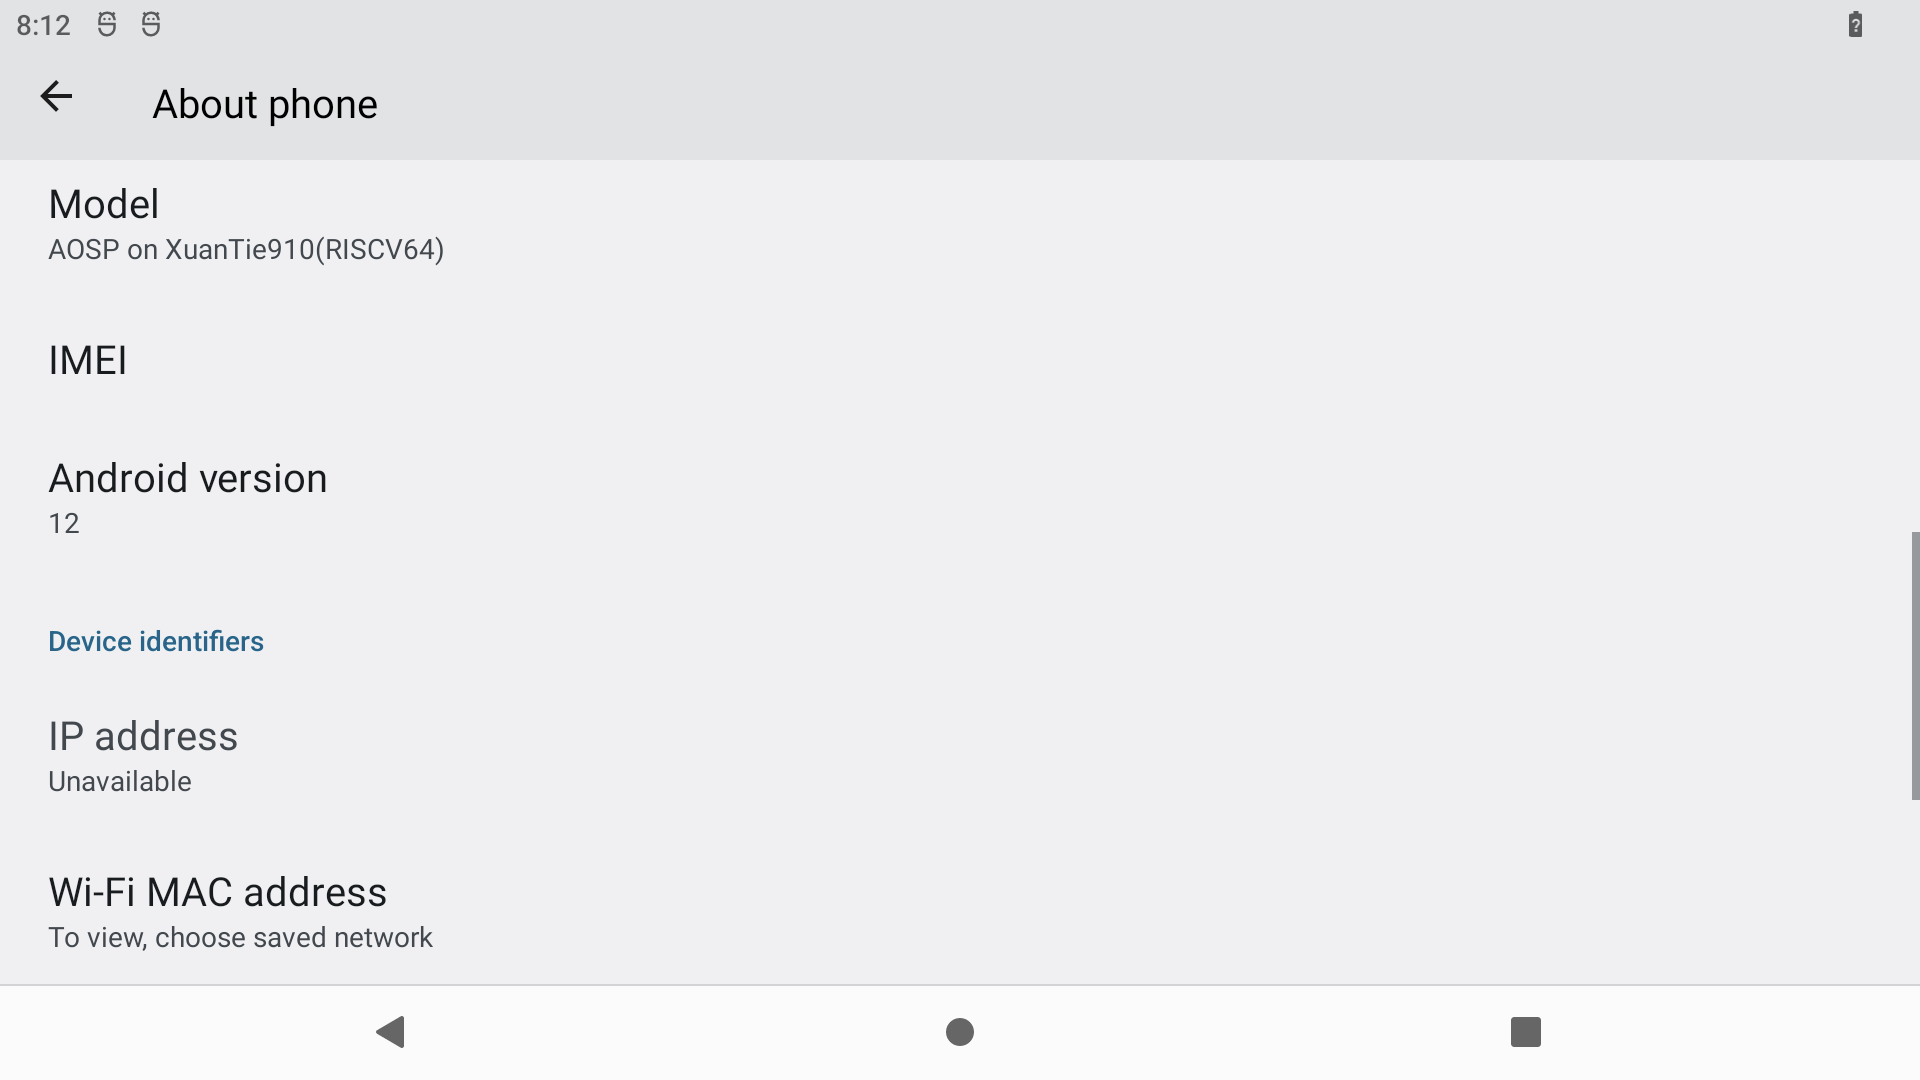 8:12
About phone
Model
AOSP on XuanTie910(RISCV64)
IMEI
Android version
12
Device identifiers
IP address
Unavailable
Wi-Fi MAC address
To view, choose saved network